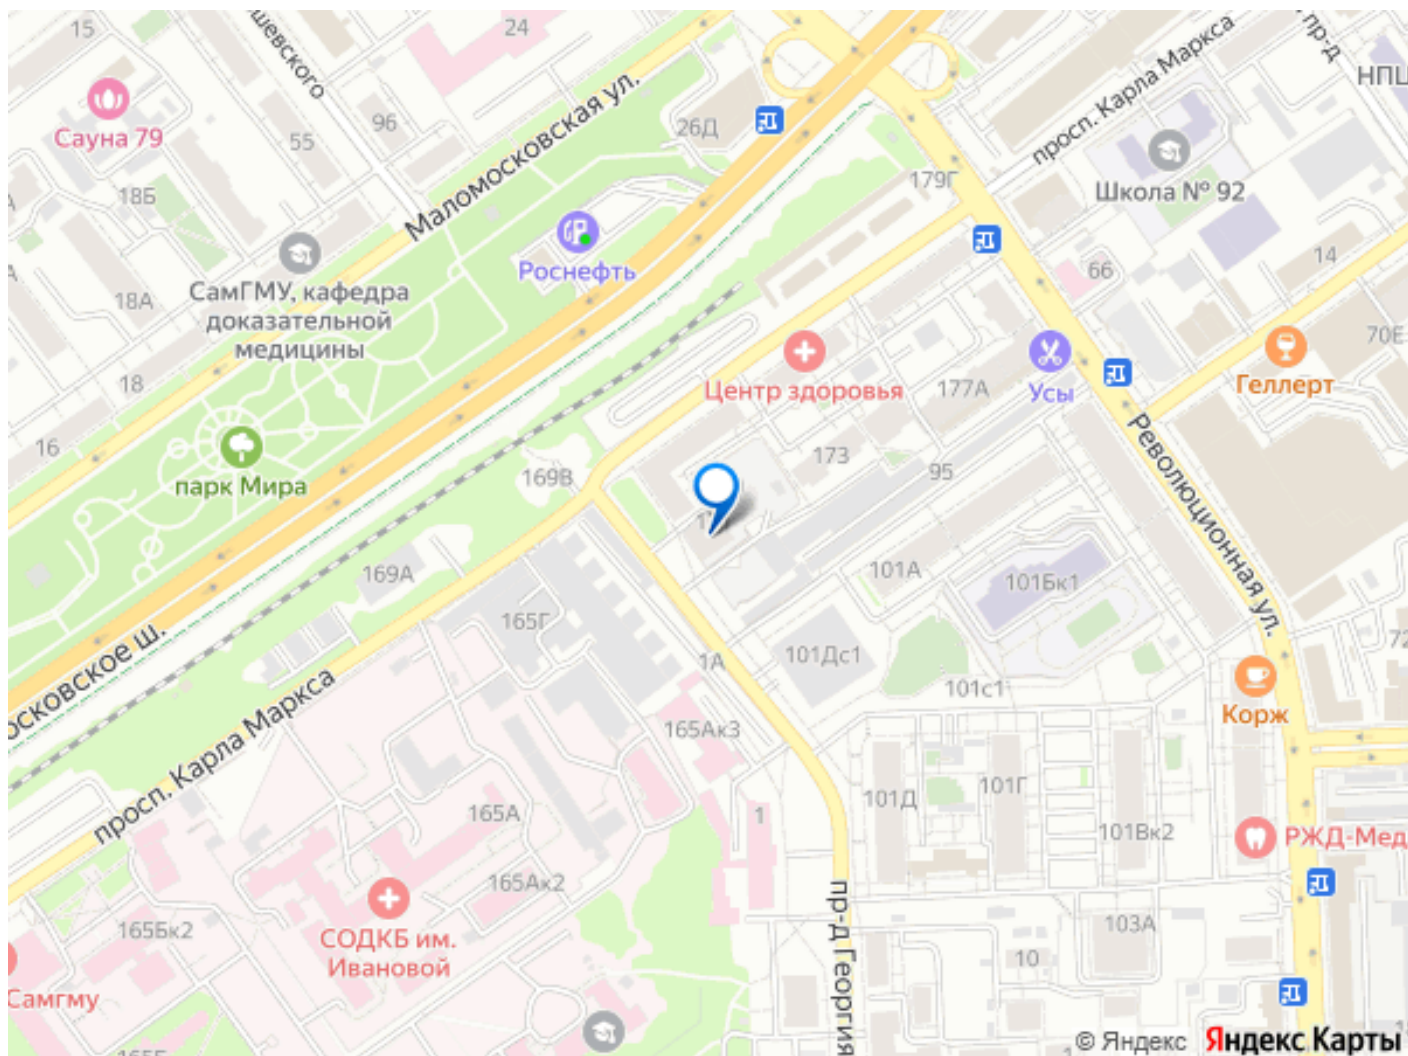 15
24
шевского
пр-д
НПЦ
просп. Карла Маркса
Сауна 79
55
96
26Д
Маломосковская ул.
Школа № 92
179Г
18Б
Роснефть
66
14
СамГМУ, кафедра
доказательной
медицины
18А
18
70Е
Центр здоровья
177А
Усы
Геллерт
16
парк Мира
169В
173
95
Революционная ул.
169А
101А
101Бк1
165Г
1А
101Дс1
101с1
72
осковское ш.
просп. Карла Маркса
165Ак3
Корж
101Д
101Г
165А
1
101Вк2
РЖД-Мед
165Ак2
165Бк2
СОДКБ им.
Ивановой
пр-д Георгия
103А
10
Самгму
© Яндекс Яндекс Карты